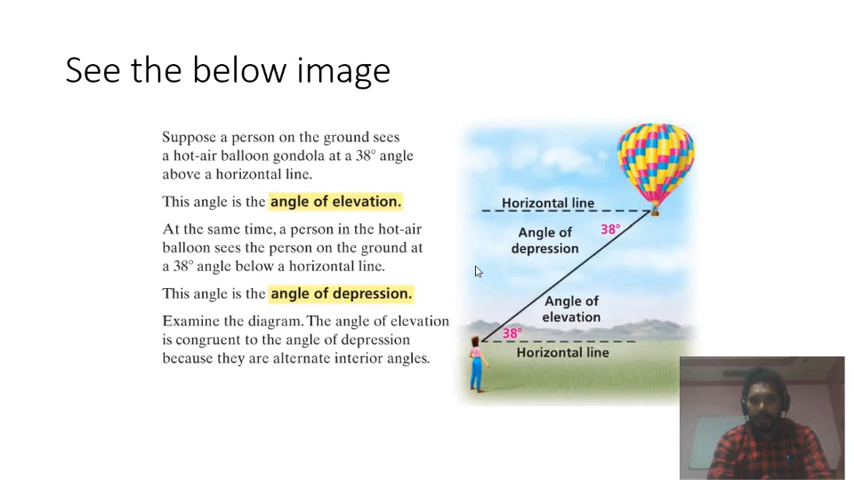 See the below image
Suppose a person on the ground sees
a hot-air balloon gondola at a 38° angle
above a horizontal line.
This angle is the angle of elevation.
At the same time, a person in the hot-air
balloon sees the person on the ground at
a 38° angle below a horizontal line.
This angle is the angle of depression.
Examine the diagram. The angle of elevation
is congruent to the angle of depression
because they are alternate interior angles.
Horizontal line
38°
Angle of
depression
Angle of
elevation
38°
Horizontal line